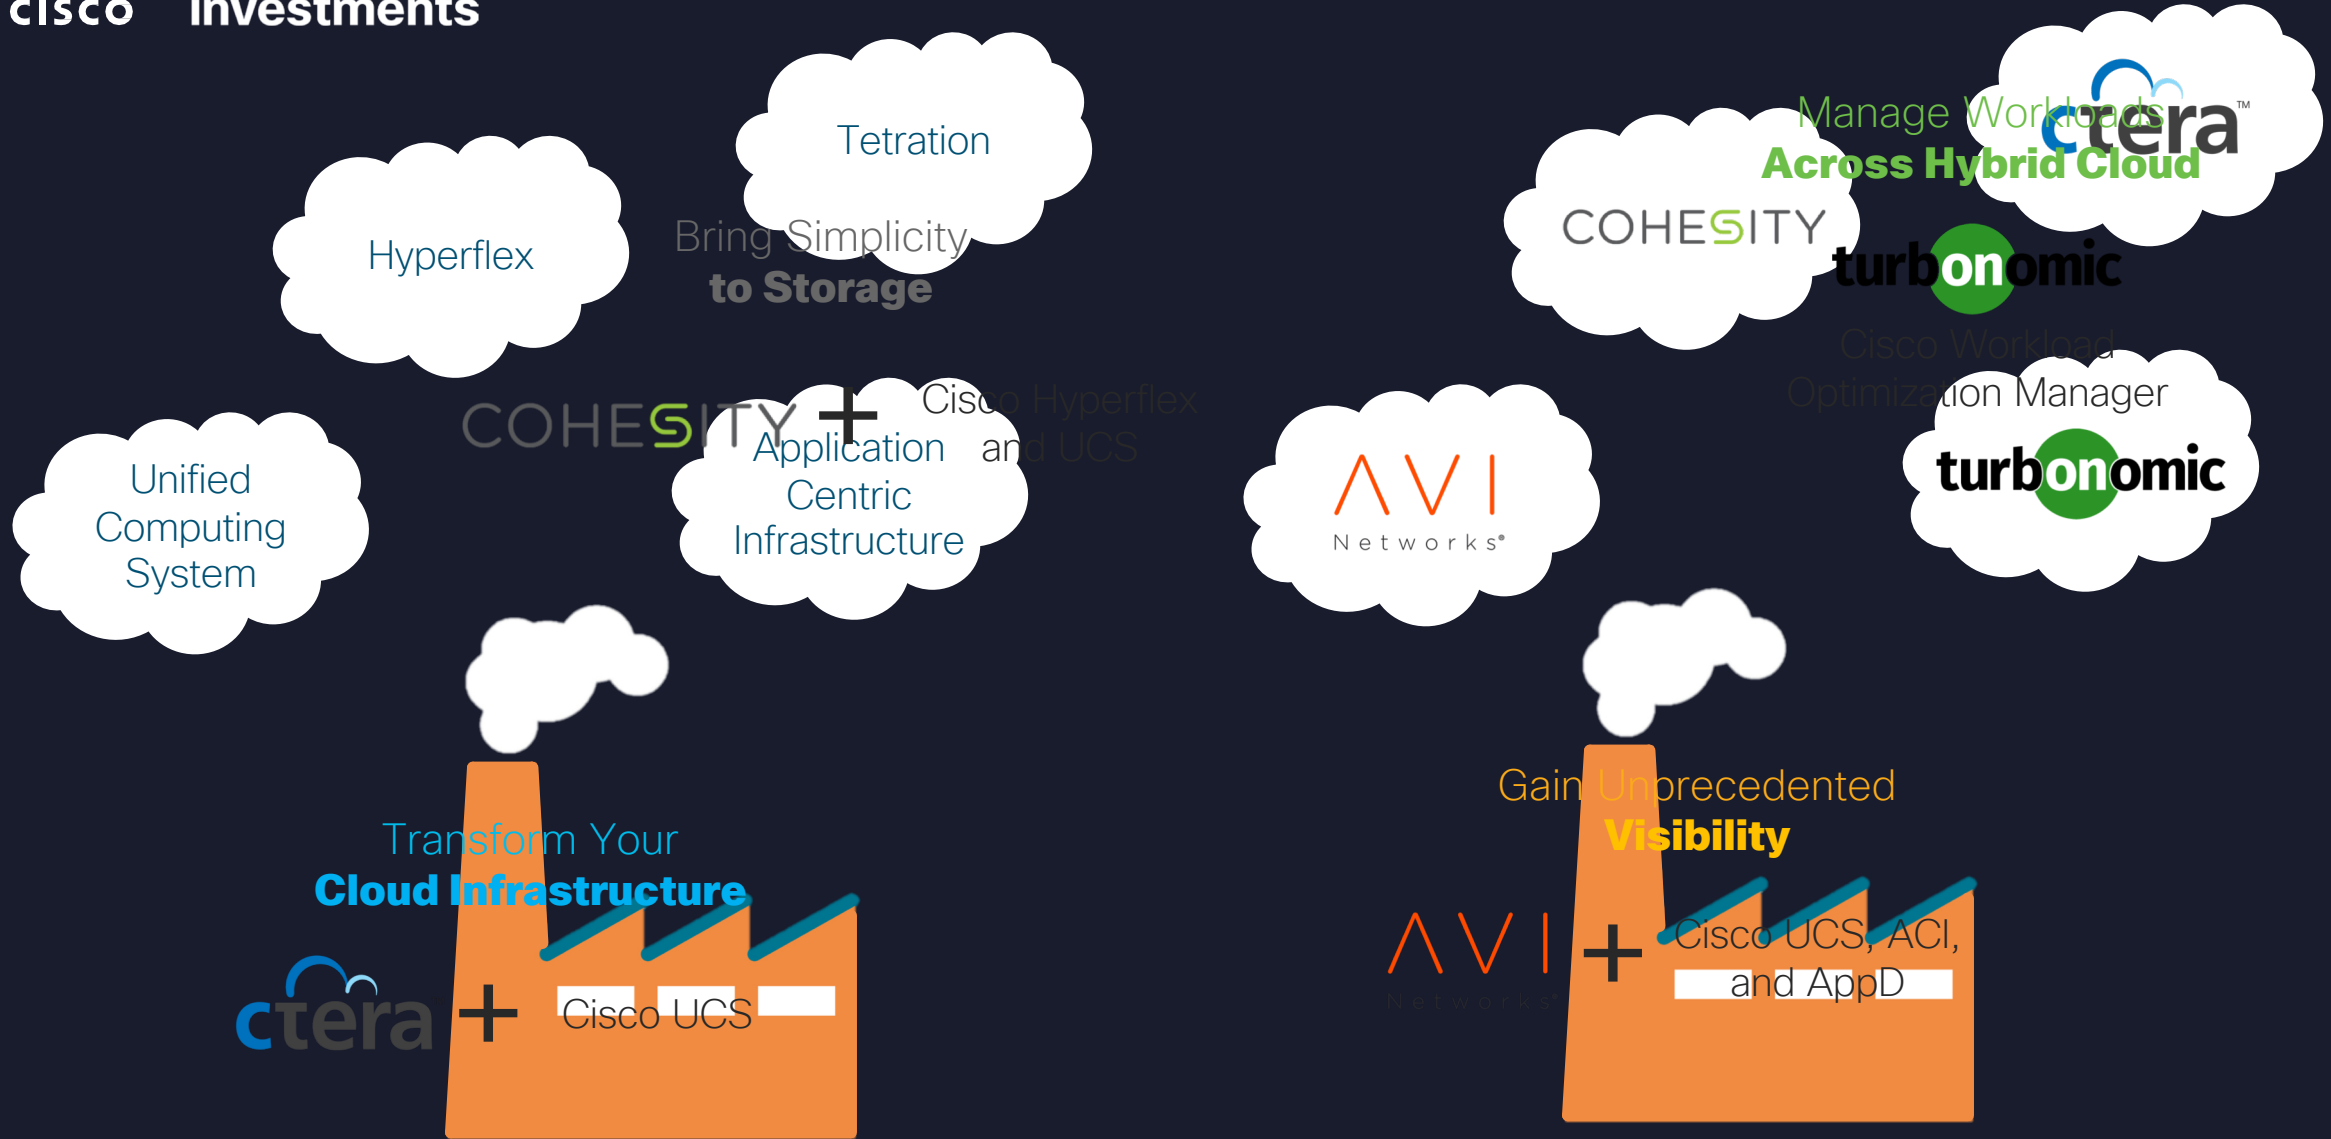 cisco Investments
Tetration
Hyperflex
Bring Simplicity
to Storage
Unified
Computing
System
COHESITY + Cisco Hyperflex
and UCS
Application
Centric
Infrastructure
Transform Your
Cloud Infrastructure
ctera + Cisco UCS
Manage Workloads
Across Hybrid Cloud
ctera™
COHESITY
turbonomic
Cisco Workload
Optimization Manager
turbonomic
AVI
Networks®
Gain Unprecedented
Visibility
AVI
Networks®
+
Cisco UCS, ACI,
and AppD